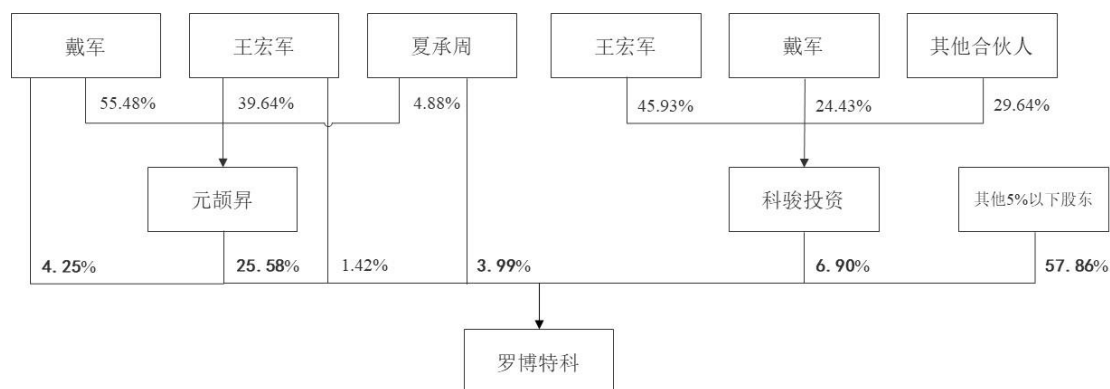 戴军
王宏军
夏承周
王宏军
戴军
其他合伙人
55.48%
39.64%
4.88%
45.93%
24.43%
29.64%
元颉昇
科骏投资
其他5%以下股东
4.25%
25.58%
1.42%
3.99%
6.90%
57.86%
罗博特科